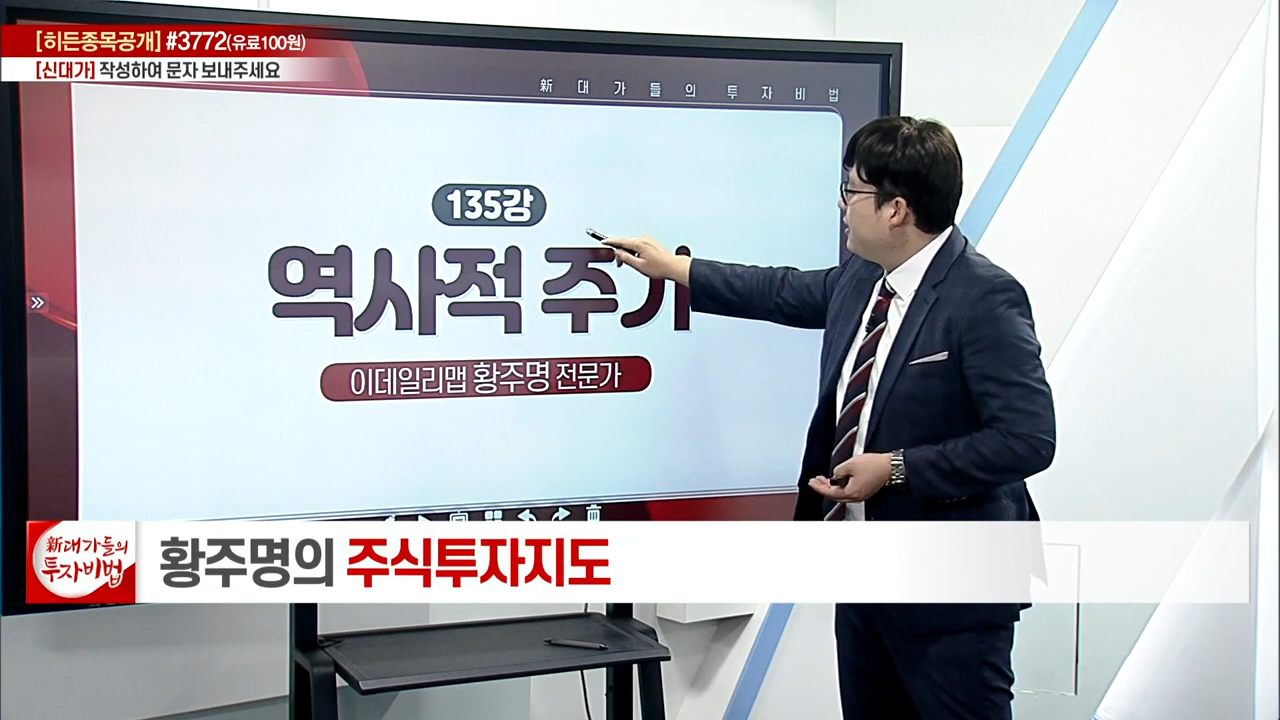 [히든종목공개] #3772(유료100원)
[신대가] 작성하여 문자 보내주세요
新 대 가 들 의 투 자 비 법
135강
역사적 주기
이데일리맵 황주명 전문가
新대가들의
투자비법
황주명의 주식투자지도